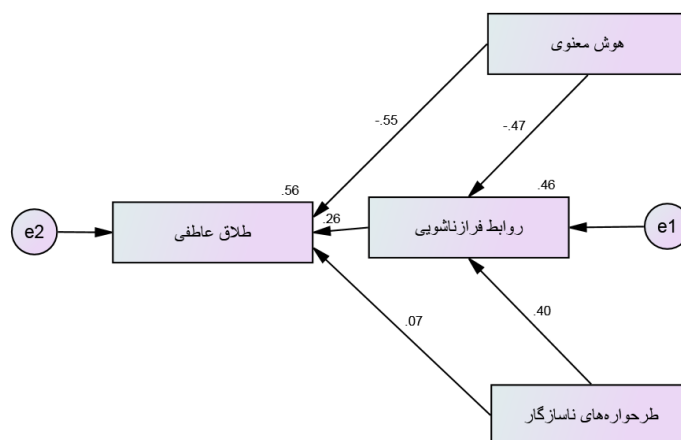 هوش معنوی
-.55
-.47
.56
.46
e2
طلاق عاطفی
.26
روابط فرازناشویی
e1
.07
.40
طرحواره‌های ناسازگار